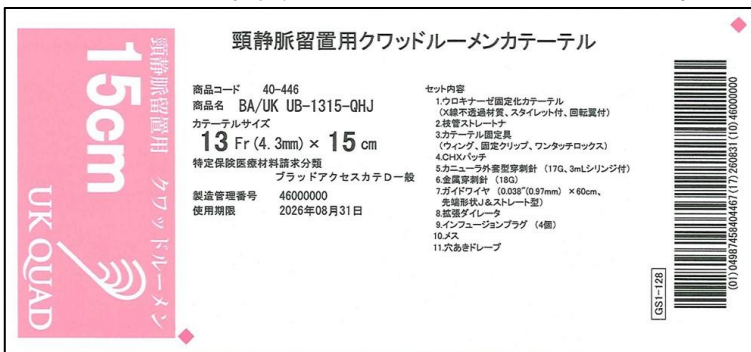 頸静脈留置用 クワッドルーメン
15cm
UK QUAD
頸静脈留置用クワッドルーメンカテーテル
商品コード 40-446
商品名 BA/UK UB-1315-QHJ
カテーテルサイズ
13 Fr (4.3mm) × 15 cm
特定保険医療材料請求分類
ブラッドアクセスカテD一般
製造管理番号 46000000
使用期限 2026年08月31日
セット内容
1.ウロキナーゼ固定化カテーテル
(X線不透過材質、スタイレット付、回転翼付)
2.枝管ストレートナ
3.カテーテル固定具
(ウィング、固定クリップ、ワンタッチロックス)
4.CHXパッチ
5.カニューラ外套型穿刺針 (17G、3mLシリンジ付)
6.金属穿刺針 (18G)
7.ガイドワイヤ (0.038"(0.97mm) ×60cm、
先端形状J&ストレート型)
8.拡張ダイレータ
9.インフュージョンプラグ (4個)
10.メス
11.穴あきドレープ
GS1-128
(01)04987458404467(17)260831(10)46000000